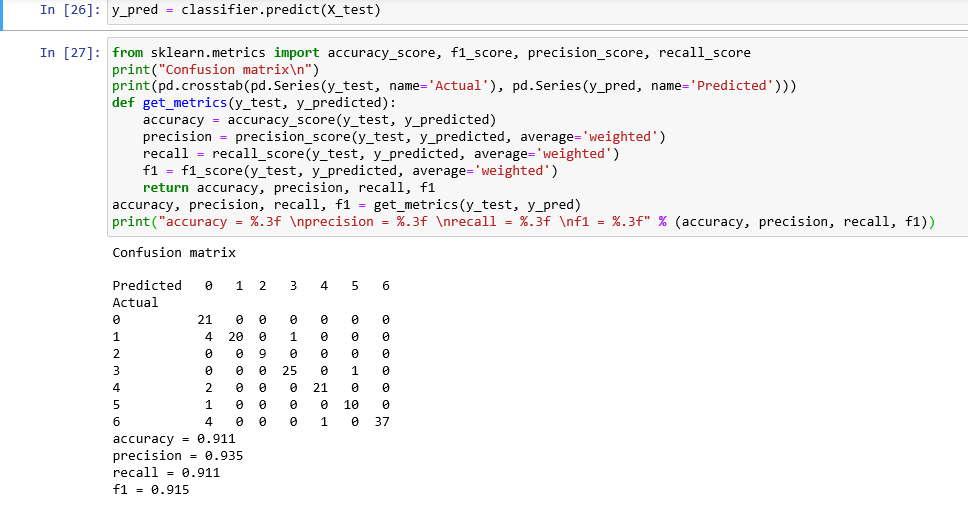 In [26]: y_pred = classifier.predict(X_test)
In [27]: from sklearn.metrics import accuracy_score, f1_score, precision_score, recall_score
print("Confusion matrix\n")
print(pd.crosstab(pd.Series(y_test, name='Actual'), pd.Series(y_pred, name='Predicted')))
def get_metrics(y_test, y_predicted):
    accuracy = accuracy_score(y_test, y_predicted)
    precision = precision_score(y_test, y_predicted, average='weighted')
    recall = recall_score(y_test, y_predicted, average='weighted')
    f1 = f1_score(y_test, y_predicted, average='weighted')
    return accuracy, precision, recall, f1
accuracy, precision, recall, f1 = get_metrics(y_test, y_pred)
print("accuracy = %.3f \nprecision = %.3f \nrecall = %.3f \nf1 = %.3f" % (accuracy, precision, recall, f1))
Confusion matrix
Predicted   0   1  2   3   4   5   6
Actual
0          21   0  0   0   0   0   0
1           4  20  0   1   0   0   0
2           0   0  9   0   0   0   0
3           0   0  0  25   0   1   0
4           2   0  0   0  21   0   0
5           1   0  0   0   0  10   0
6           4   0  0   0   1   0  37
accuracy = 0.911
precision = 0.935
recall = 0.911
f1 = 0.915